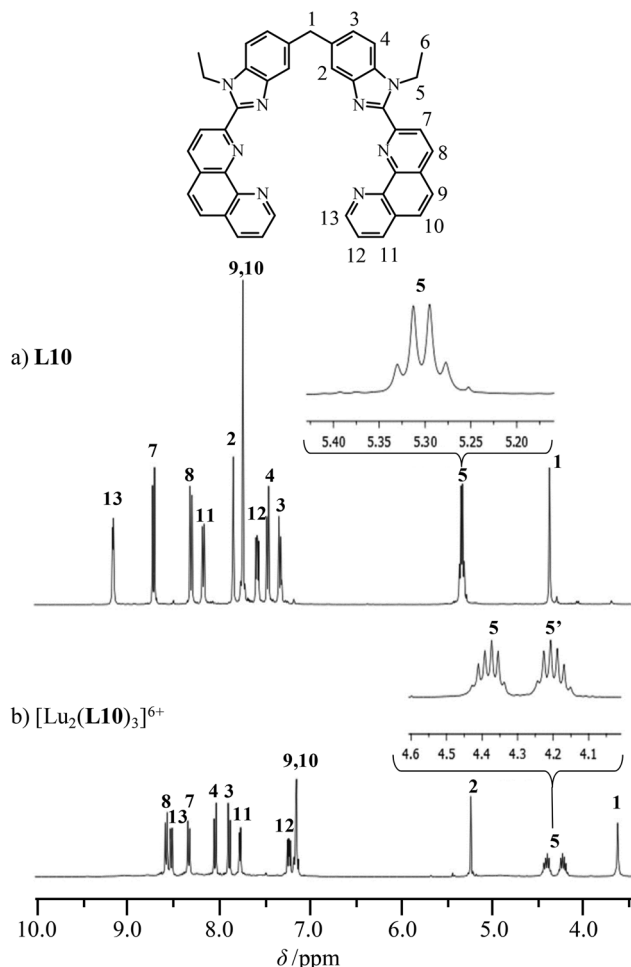 1
3
4
6
2
5
N
N
N
N
7
N
N
8
N
N
9
13
10
12
11
9,10
5
a) L10
5.40 5.35 5.30 5.25 5.20
13 7 8 11 2 12 4 3 5 1
5 5’
b) [Lu2(L10)3]6+
4.6 4.5 4.4 4.3 4.2 4.1
9,10
8 13 7 4 3 11 12 2 5 1
10.0 9.0 8.0 7.0 6.0 5.0 4.0
δ /ppm